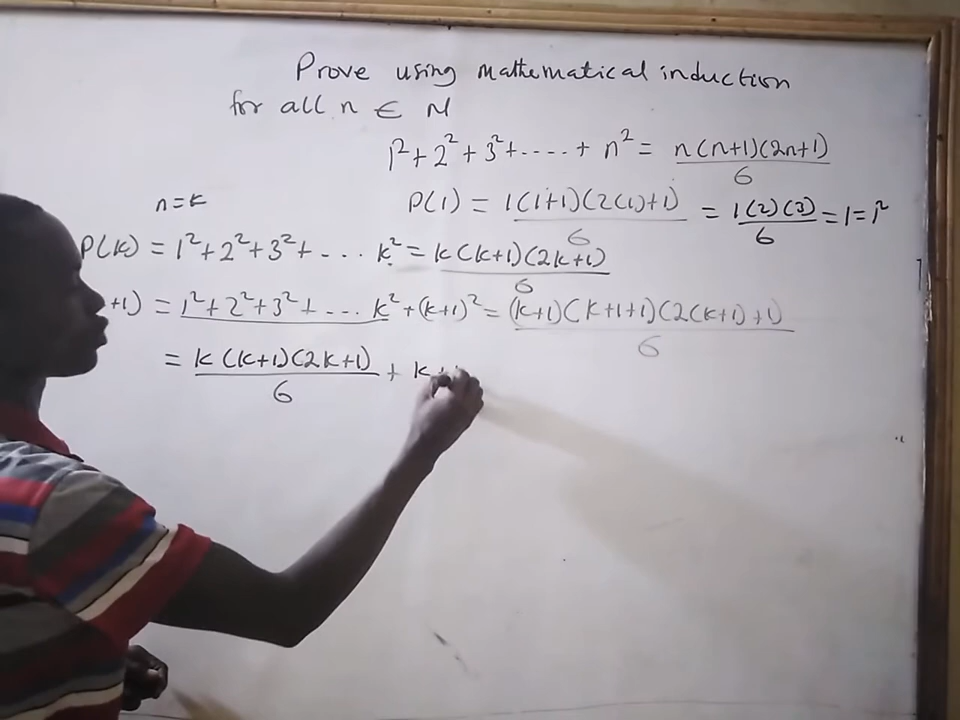 Prove using mathematical induction
for all n ∈ N
1² + 2² + 3² + ---- + n² = n(n+1)(2n+1)/6
P(1) = 1(1+1)(2(1)+1)/6 = 1(2)(3)/6 = 1 = 1²
n = k
P(k) = 1² + 2² + 3² + ... k² = k(k+1)(2k+1)/6
+1) = 1² + 2² + 3² + ... k² + (k+1)² = (k+1)(k+1+1)(2(k+1)+1)/6
= k(k+1)(2k+1)/6 + k+